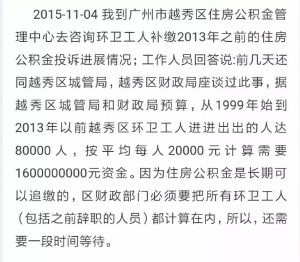 2015-11-04 我到广州市越秀区住房公积金管
理中心去咨询环卫工人补缴2013年之前的住房
公积金投诉进展情况；工作人员回答说：前几天还
同越秀区城管局，越秀区财政局座谈过此事，据
越秀区城管局和财政局预算，从1999年始到
2013年以前越秀区环卫工人进进出出的人达
80000人，按平均每人20000元计算需要
1600000000元资金。因为住房公积金是长期可
以追缴的，区财政部门必须要把所有环卫工人
（包括之前辞职的人员）都计算在内，所以，还需
要一段时间等待。